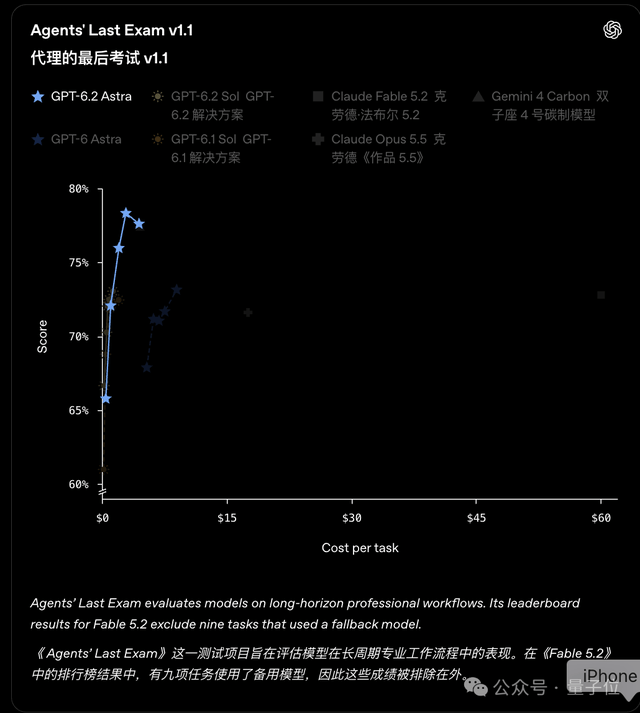 Agents' Last Exam v1.1
代理的最后考试 v1.1
GPT-6.2 Astra
GPT-6.2 Sol GPT-
6.2 解决方案
Claude Fable 5.2 克
劳德·法布尔 5.2
Gemini 4 Carbon 双
子座 4 号碳制模型
GPT-6 Astra
GPT-6.1 Sol GPT-
6.1 解决方案
Claude Opus 5.5 克
劳德《作品 5.5》
80%
75%
70%
65%
60%
Score
$0
$15
$30
$45
$60
Cost per task
Agents' Last Exam evaluates models on long-horizon professional workflows. Its leaderboard
results for Fable 5.2 exclude nine tasks that used a fallback model.
《 Agents' Last Exam》这一测试项目旨在评估模型在长周期专业工作流程中的表现。在《Fable 5.2》
中的排行榜结果中，有九项任务使用了备用模型，因此这些成绩被排除在外。
iPhone
公众号 · 量子位